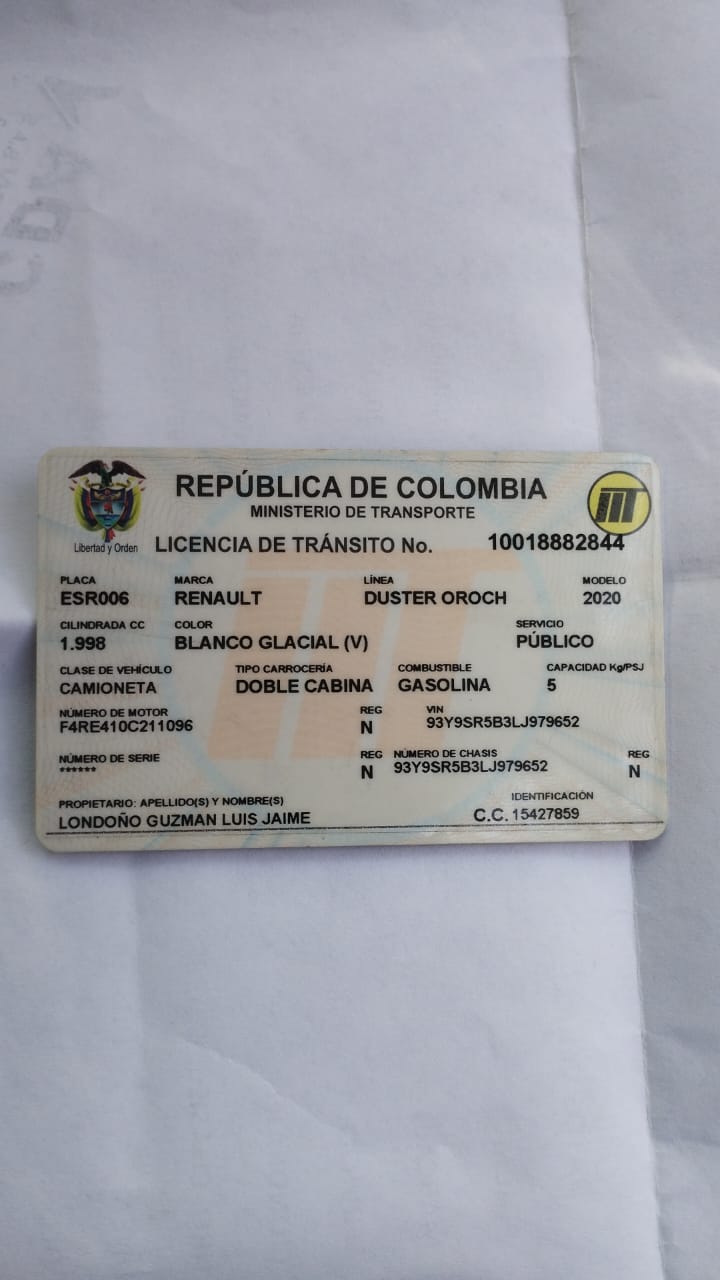 REPÚBLICA DE COLOMBIA
MINISTERIO DE TRANSPORTE
Libertad y Orden
LICENCIA DE TRÁNSITO No. 10018882844
PLACA MARCA LÍNEA MODELO
ESR006 RENAULT DUSTER OROCH 2020
CILINDRADA CC COLOR SERVICIO
1.998 BLANCO GLACIAL (V) PÚBLICO
CLASE DE VEHÍCULO TIPO CARROCERÍA COMBUSTIBLE CAPACIDAD Kg/PSJ
CAMIONETA DOBLE CABINA GASOLINA 5
NÚMERO DE MOTOR REG VIN
F4RE410C211096 N 93Y9SR5B3LJ979652
NÚMERO DE SERIE REG NÚMERO DE CHASIS REG
****** N 93Y9SR5B3LJ979652 N
PROPIETARIO: APELLIDO(S) Y NOMBRE(S) IDENTIFICACIÓN
LONDOÑO GUZMAN LUIS JAIME C.C. 15427859